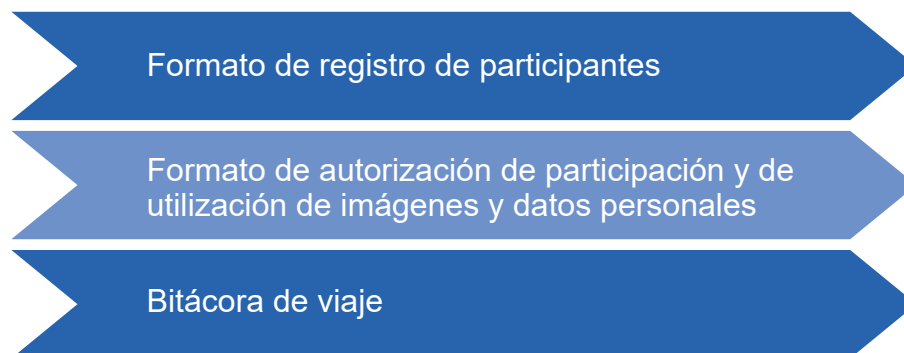 Formato de registro de participantes
Formato de autorización de participación y de
utilización de imágenes y datos personales
Bitácora de viaje